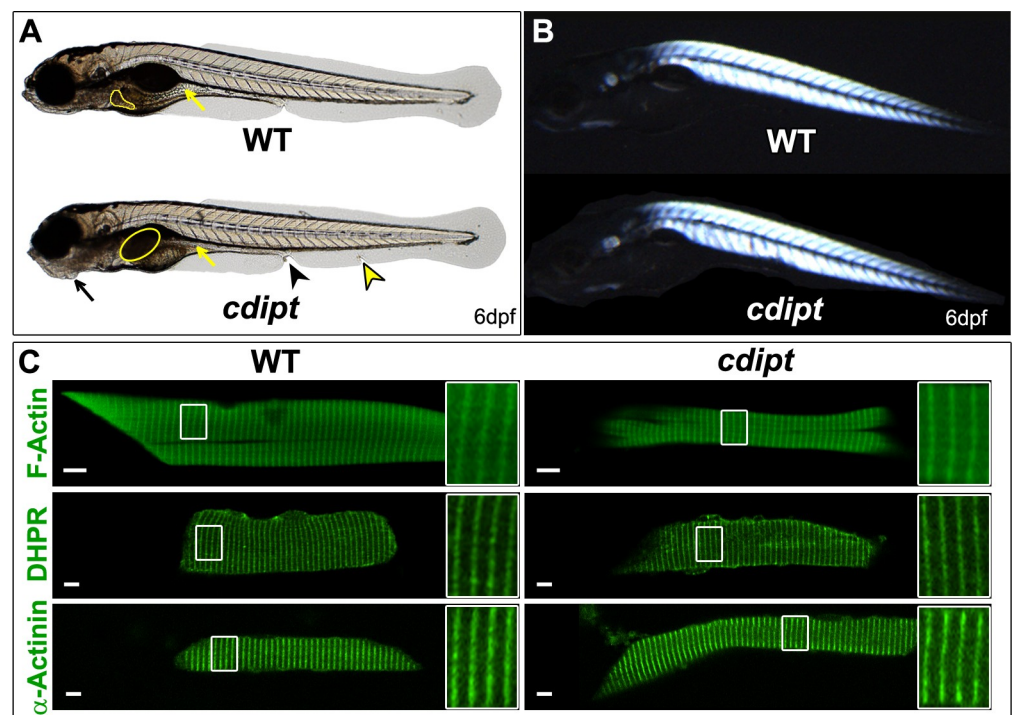 A
WT
cdipt
6dpf
B
WT
cdipt
6dpf
C
WT
cdipt
F-Actin
DHPR
α-Actinin